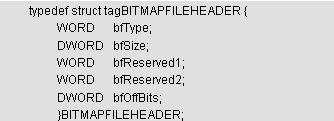 typedef struct tagBITMAPFILEHEADER {
WORD bfType;
DWORD bfSize;
WORD bfReserved1;
WORD bfReserved2;
DWORD bfOffBits;
}BITMAPFILEHEADER;